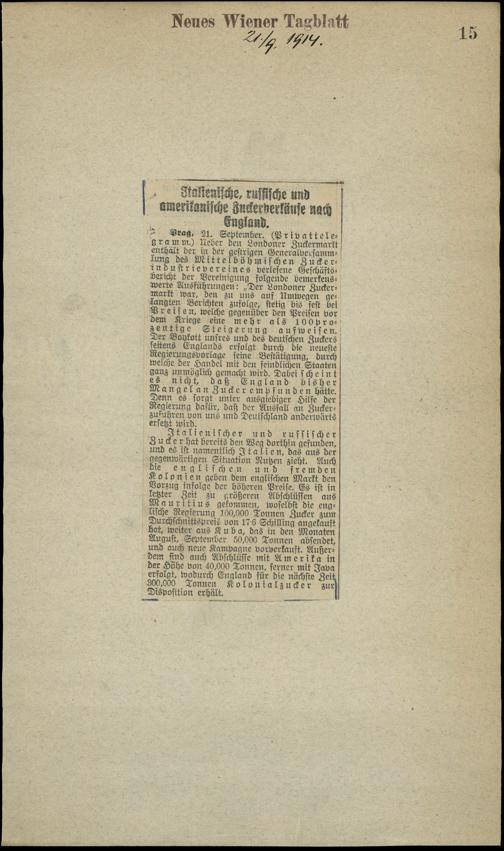 Neues Wiener Tagblatt
21./9. 1914.
15
Italienische, russische und
amerikanische Zuckerverkäufe nach
England.
Prag, 21. September. (Privattele-
gramm.) Ueber den Londoner Zuckermarkt
enthält der in der gestrigen Generalversamm-
lung des Mittelböhmischen Zucker-
industrievereines verlesene Geschäfts-
bericht der Vereinigung folgende bemerkens-
werte Ausführungen: „Der Londoner Zucker-
markt war, den zu uns auf Umwegen ge-
langten Berichten zufolge, stetig bis fest bei
Preisen, welche gegenüber den Preisen vor
dem Kriege eine mehr als 100pro-
zentige Steigerung aufweisen.
Der Boykott unsres und des deutschen Zuckers
seitens Englands erfolgt durch die neueste
Regierungsvorlage seine Bestätigung, durch
welche der Handel mit den feindlichen Staaten
ganz unmöglich gemacht wird. Dabei scheint
es nicht, daß England bisher
Mangel an Zucker empfunden hätte.
Denn es sorgt unter ausgiebiger Hilfe der
Regierung dafür, daß der Ausfall an Zucker-
zufuhren von uns und Deutschland anderwärts
ersetzt wird.
Italienischer und russischer
Zucker hat bereits den Weg dorthin gefunden,
und es ist namentlich Italien, das aus der
gegenwärtigen Situation Nutzen zieht. Auch
die englischen und fremden
Kolonien geben dem englischen Markt den
Vorzug infolge der höheren Preise. Es ist in
letzter Zeit zu größeren Abschlüssen aus
Mauritius gekommen, woselbst die eng-
lische Regierung 100,000 Tonnen Zucker zum
Durchschnittspreis von 17·6 Schilling angekauft
hat, weiter aus Kuba, das in den Monaten
August, September 50,000 Tonnen absendet,
und auch neue Kampagne vorverkauft. Außer-
dem sind auch Abschlüsse mit Amerika in
der Höhe von 40,000 Tonnen, ferner mit Java
erfolgt, wodurch England für die nächste Zeit
300,000 Tonnen Kolonialzucker zur
Disposition erhält.